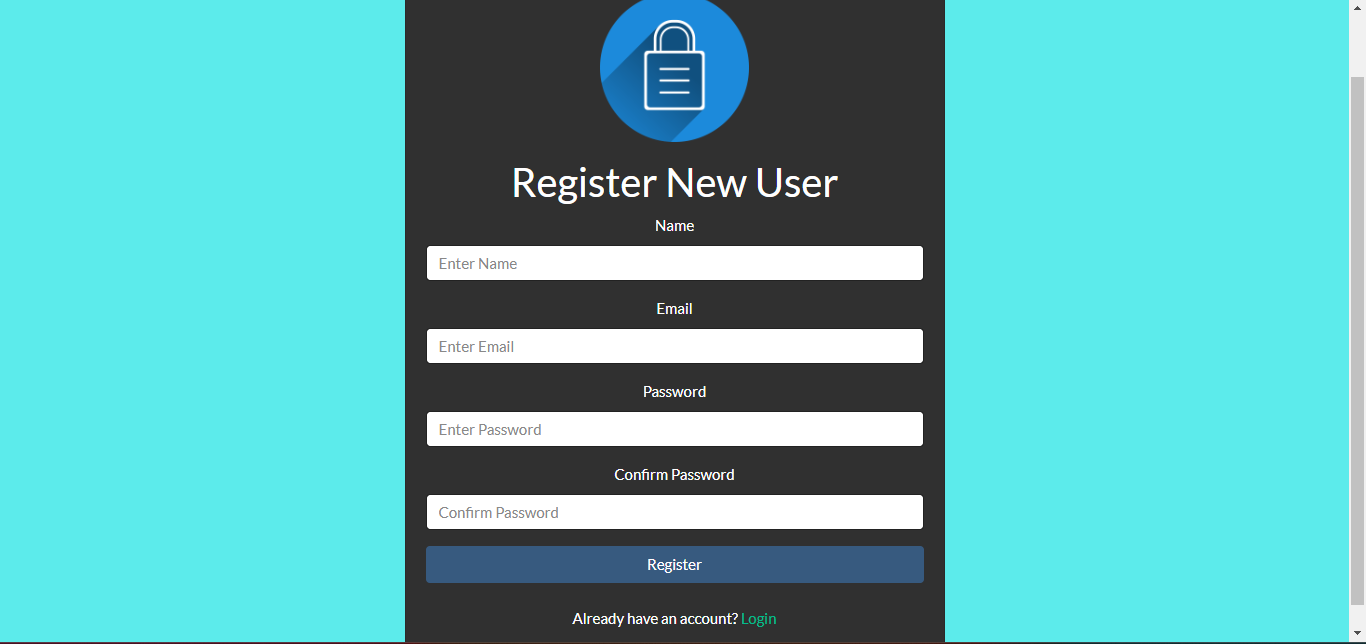 Register New User
Name
Enter Name
Email
Enter Email
Password
Enter Password
Confirm Password
Confirm Password
Register
Already have an account? Login